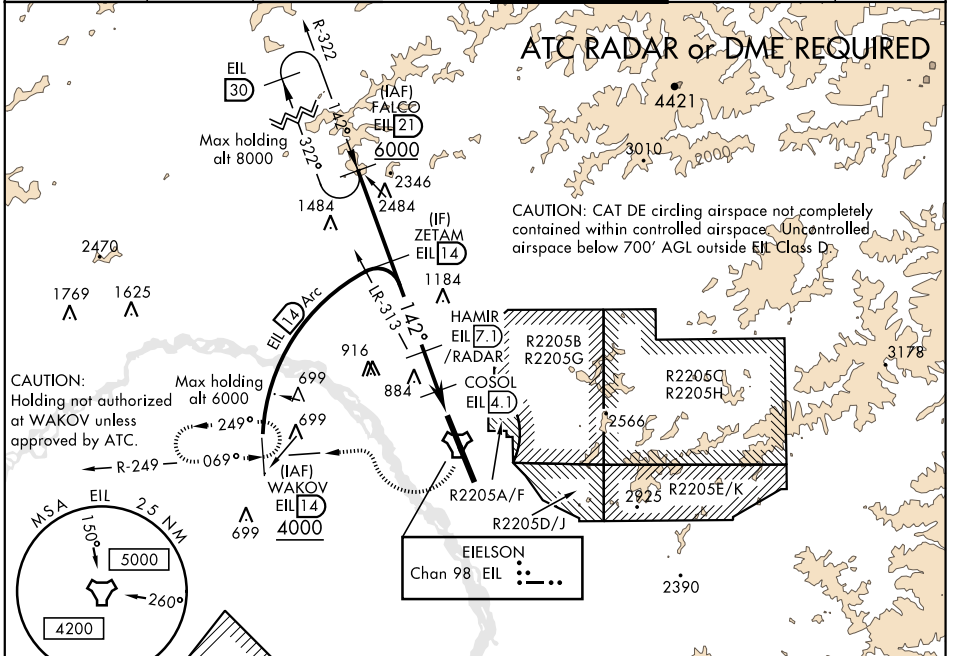 R-322
ATC RADAR or DME REQUIRED
EIL
30
142°
(IAF)
FALCO
EIL 21
6000
4421
Max holding
alt 8000
322°
3010
2000
2346
1484
2484
CAUTION: CAT DE circling airspace not completely
contained within controlled airspace. Uncontrolled
airspace below 700' AGL outside EIL Class D.
(IF)
ZETAM
EIL 14
2470
1184
1769
1625
EIL 14 Arc
LR-313
142°
HAMIR
EIL 7.1
/RADAR
R2205B
R2205G
3178
916
R2205C
R2205H
CAUTION:
Holding not authorized
at WAKOV unless
approved by ATC.
Max holding
alt 6000
699
884
COSOL
EIL 4.1
249°
699
2566
R-249
069°
(IAF)
WAKOV
EIL 14
4000
R2205A/F
2925
R2205E/K
699
R2205D/J
MSA EIL 25 NM
150°
5000
260°
4200
EIELSON
Chan 98 EIL
2390